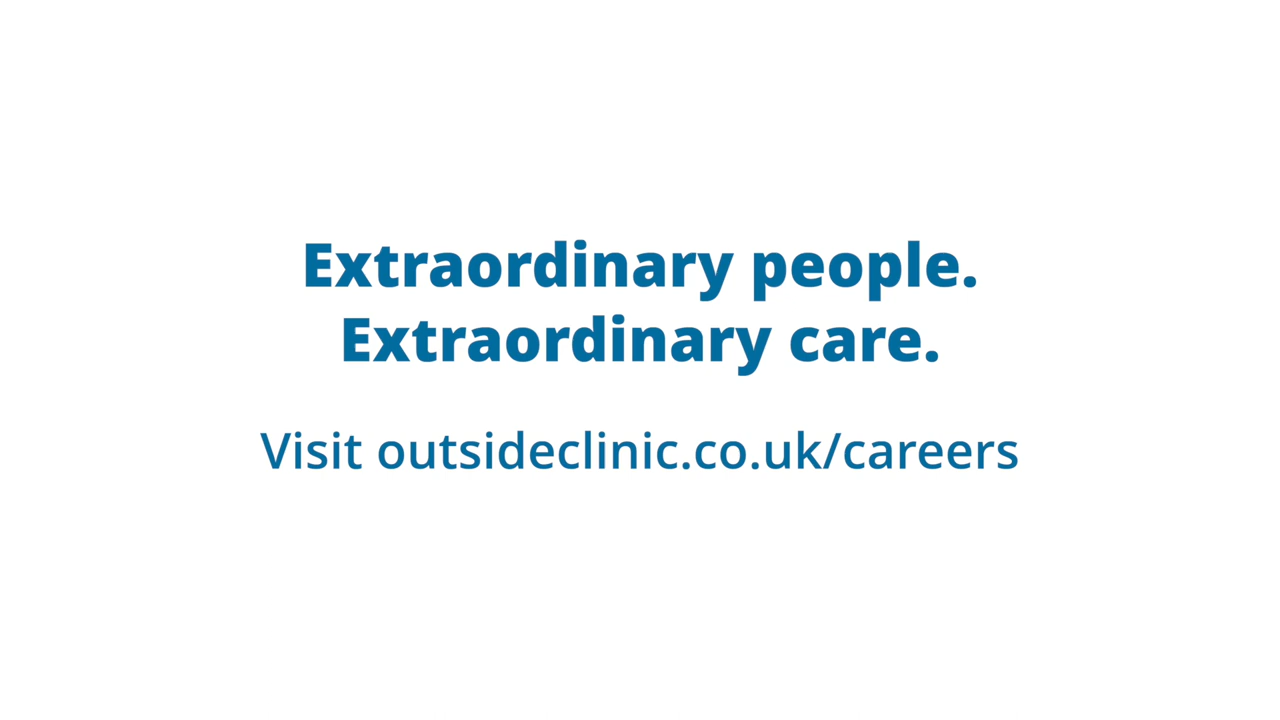 Extraordinary people.
Extraordinary care.
Visit outsideclinic.co.uk/careers